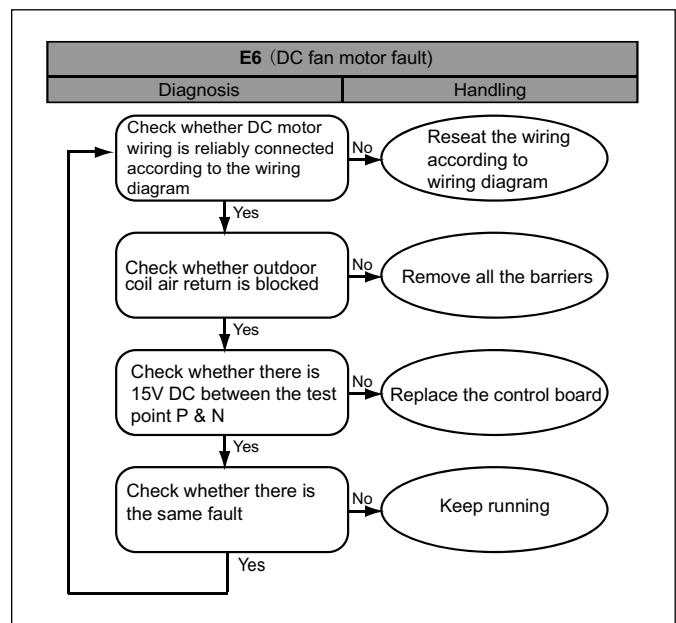 E6（DC fan motor fault)
Diagnosis
Handling
Check whether DC motor
wiring is reliably connected
according to the wiring
diagram
No
Reseat the wiring
according to
wiring diagram
Yes
Check whether outdoor
coil air return is blocked
No
Remove all the barriers
Yes
Check whether there is
15V DC between the test
point P & N
No
Replace the control board
Yes
Check whether there is
the same fault
No
Keep running
Yes